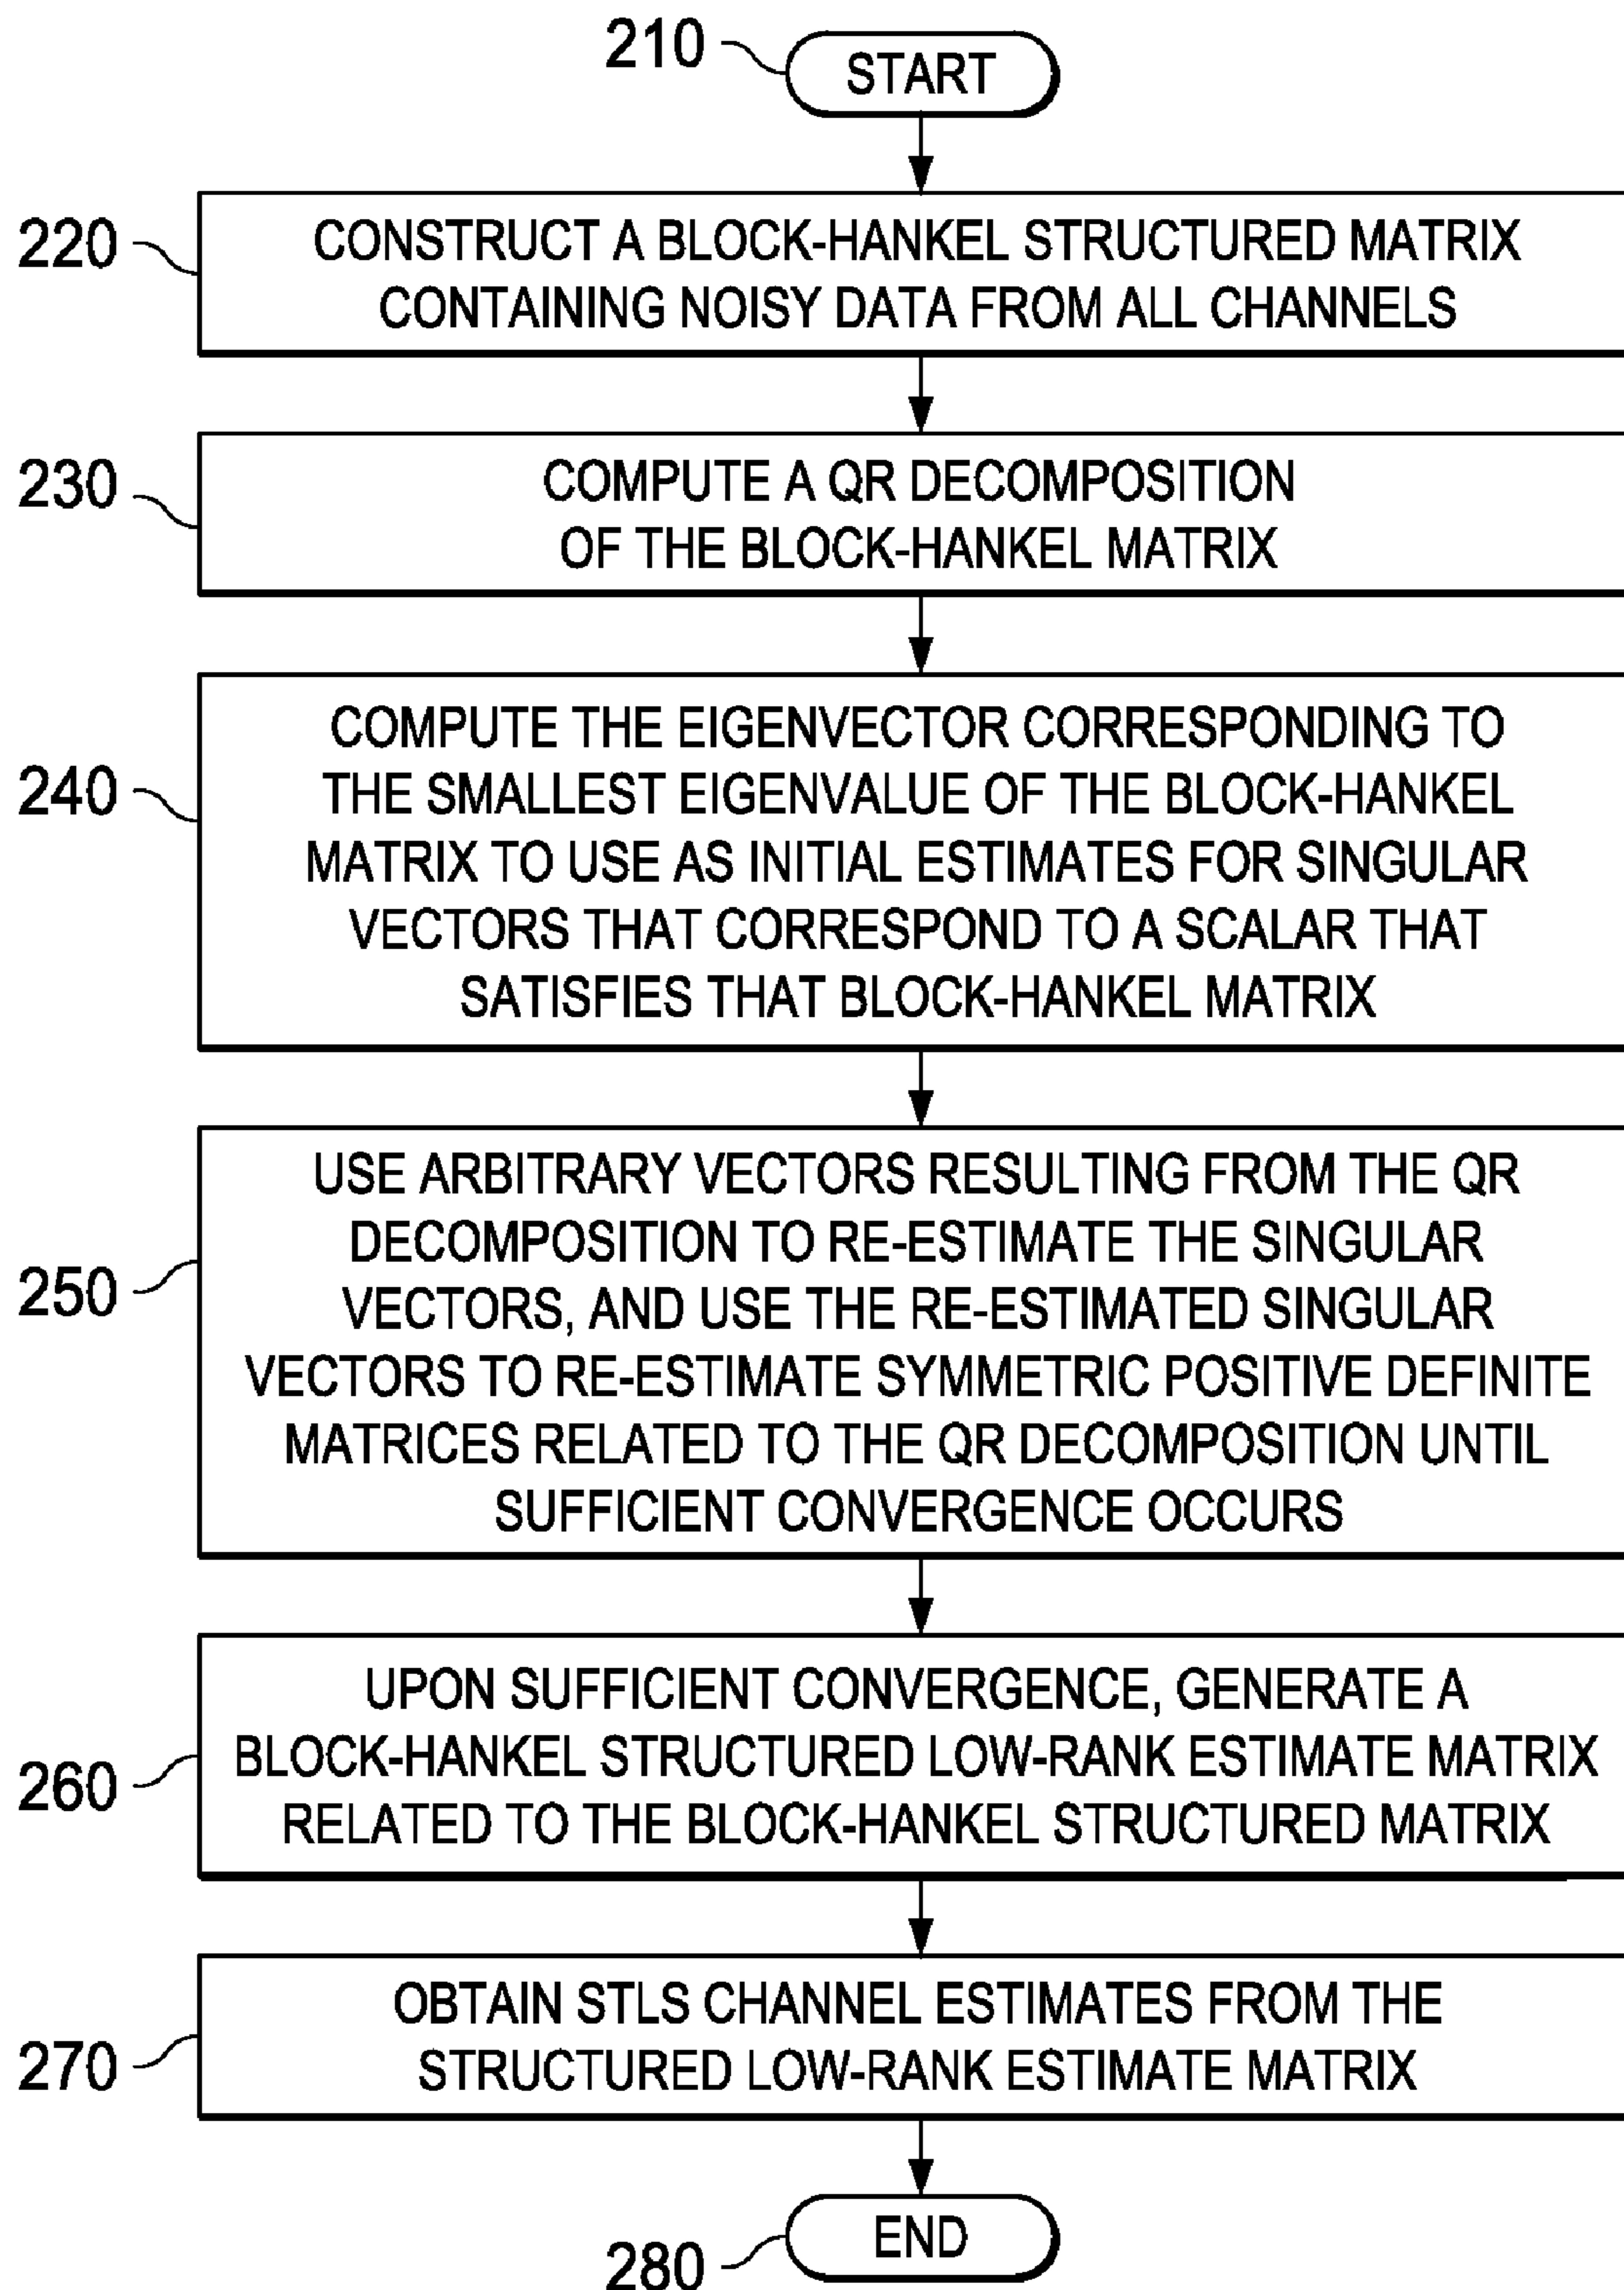 210
START
220
CONSTRUCT A BLOCK-HANKEL STRUCTURED MATRIX
CONTAINING NOISY DATA FROM ALL CHANNELS
230
COMPUTE A QR DECOMPOSITION
OF THE BLOCK-HANKEL MATRIX
240
COMPUTE THE EIGENVECTOR CORRESPONDING TO
THE SMALLEST EIGENVALUE OF THE BLOCK-HANKEL
MATRIX TO USE AS INITIAL ESTIMATES FOR SINGULAR
VECTORS THAT CORRESPOND TO A SCALAR THAT
SATISFIES THAT BLOCK-HANKEL MATRIX
250
USE ARBITRARY VECTORS RESULTING FROM THE QR
DECOMPOSITION TO RE-ESTIMATE THE SINGULAR
VECTORS, AND USE THE RE-ESTIMATED SINGULAR
VECTORS TO RE-ESTIMATE SYMMETRIC POSITIVE DEFINITE
MATRICES RELATED TO THE QR DECOMPOSITION UNTIL
SUFFICIENT CONVERGENCE OCCURS
260
UPON SUFFICIENT CONVERGENCE, GENERATE A
BLOCK-HANKEL STRUCTURED LOW-RANK ESTIMATE MATRIX
RELATED TO THE BLOCK-HANKEL STRUCTURED MATRIX
270
OBTAIN STLS CHANNEL ESTIMATES FROM THE
STRUCTURED LOW-RANK ESTIMATE MATRIX
280
END